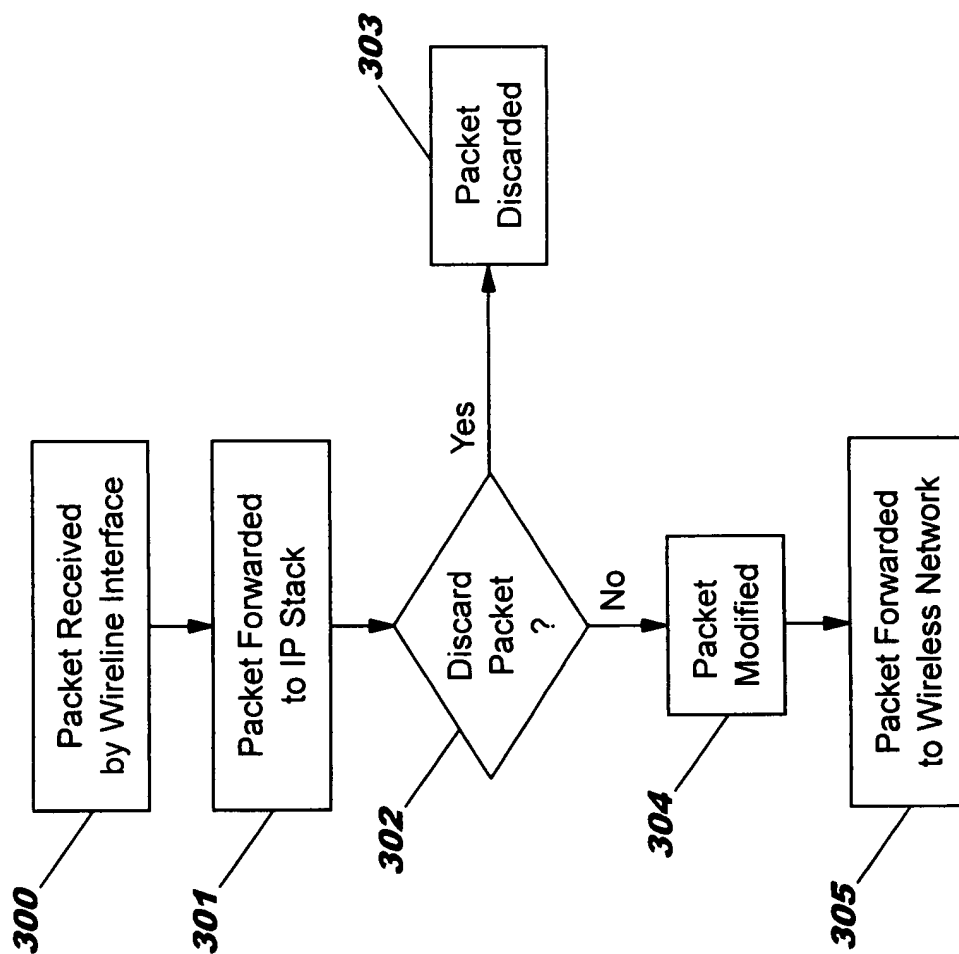 300
Packet Received
by Wireline Interface
301
Packet Forwarded
to IP Stack
302
Discard
Packet
?
Yes
303
Packet
Discarded
No
304
Packet
Modified
305
Packet Forwarded
to Wireless Network